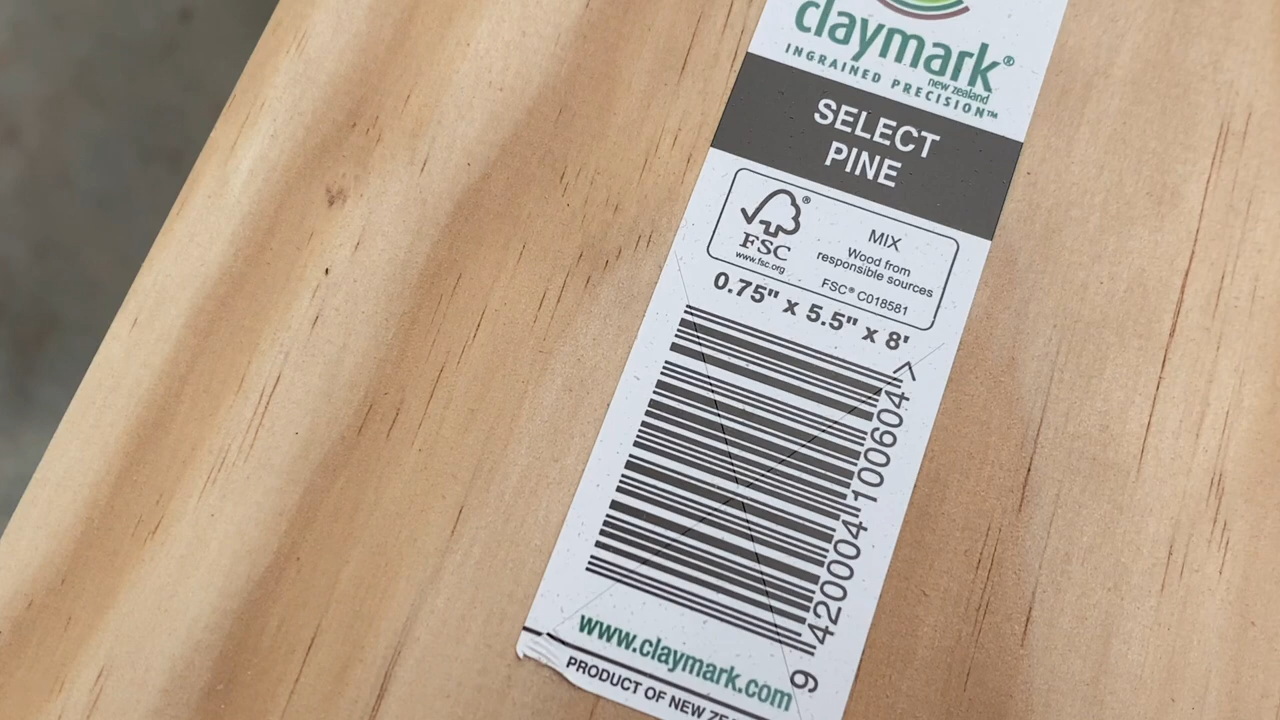 claymark®
new zealand
INGRAINED PRECISION™
SELECT
PINE
FSC®
www.fsc.org
MIX
Wood from
responsible sources
FSC® C018581
0.75" x 5.5" x 8'
9 420004 100604 >
www.claymark.com
PRODUCT OF NEW